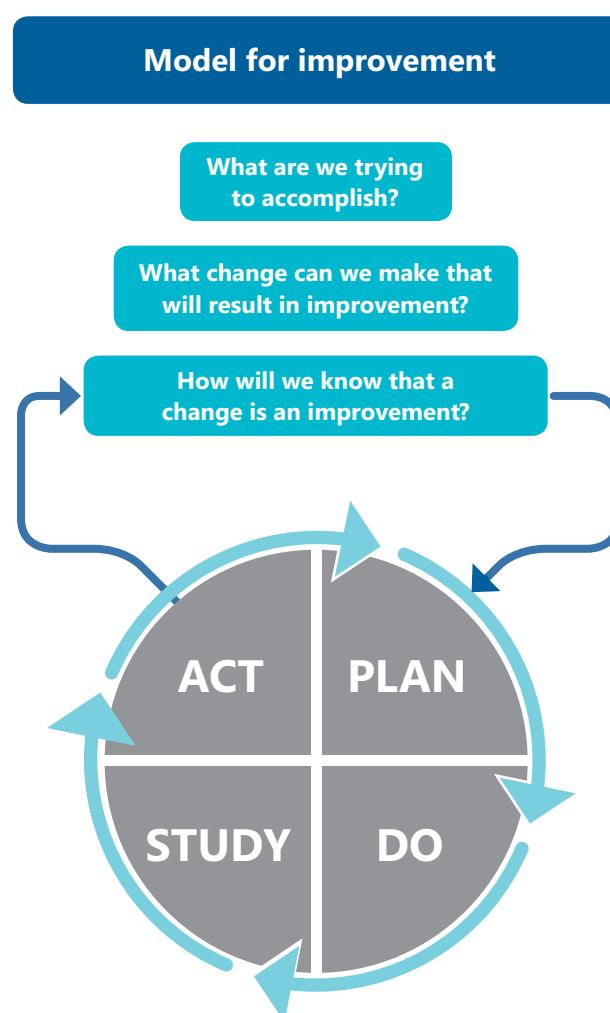 Model for improvement
What are we trying
to accomplish?
What change can we make that
will result in improvement?
How will we know that a
change is an improvement?
ACT
PLAN
STUDY
DO